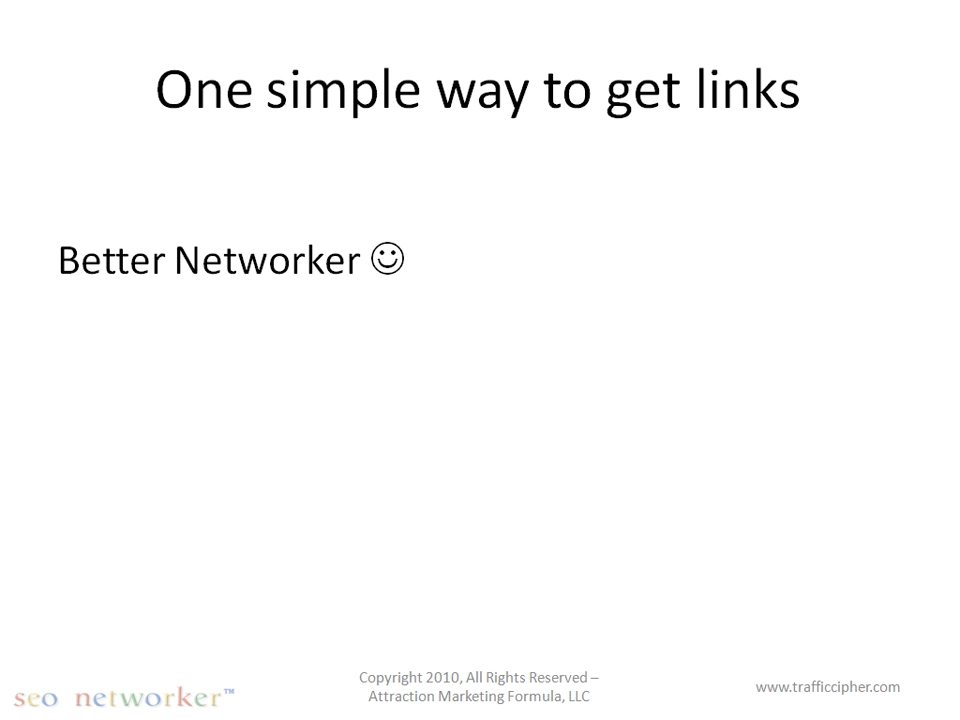 One simple way to get links
Better Networker ☺
seo networker™
Copyright 2010, All Rights Reserved –
Attraction Marketing Formula, LLC
www.trafficcipher.com